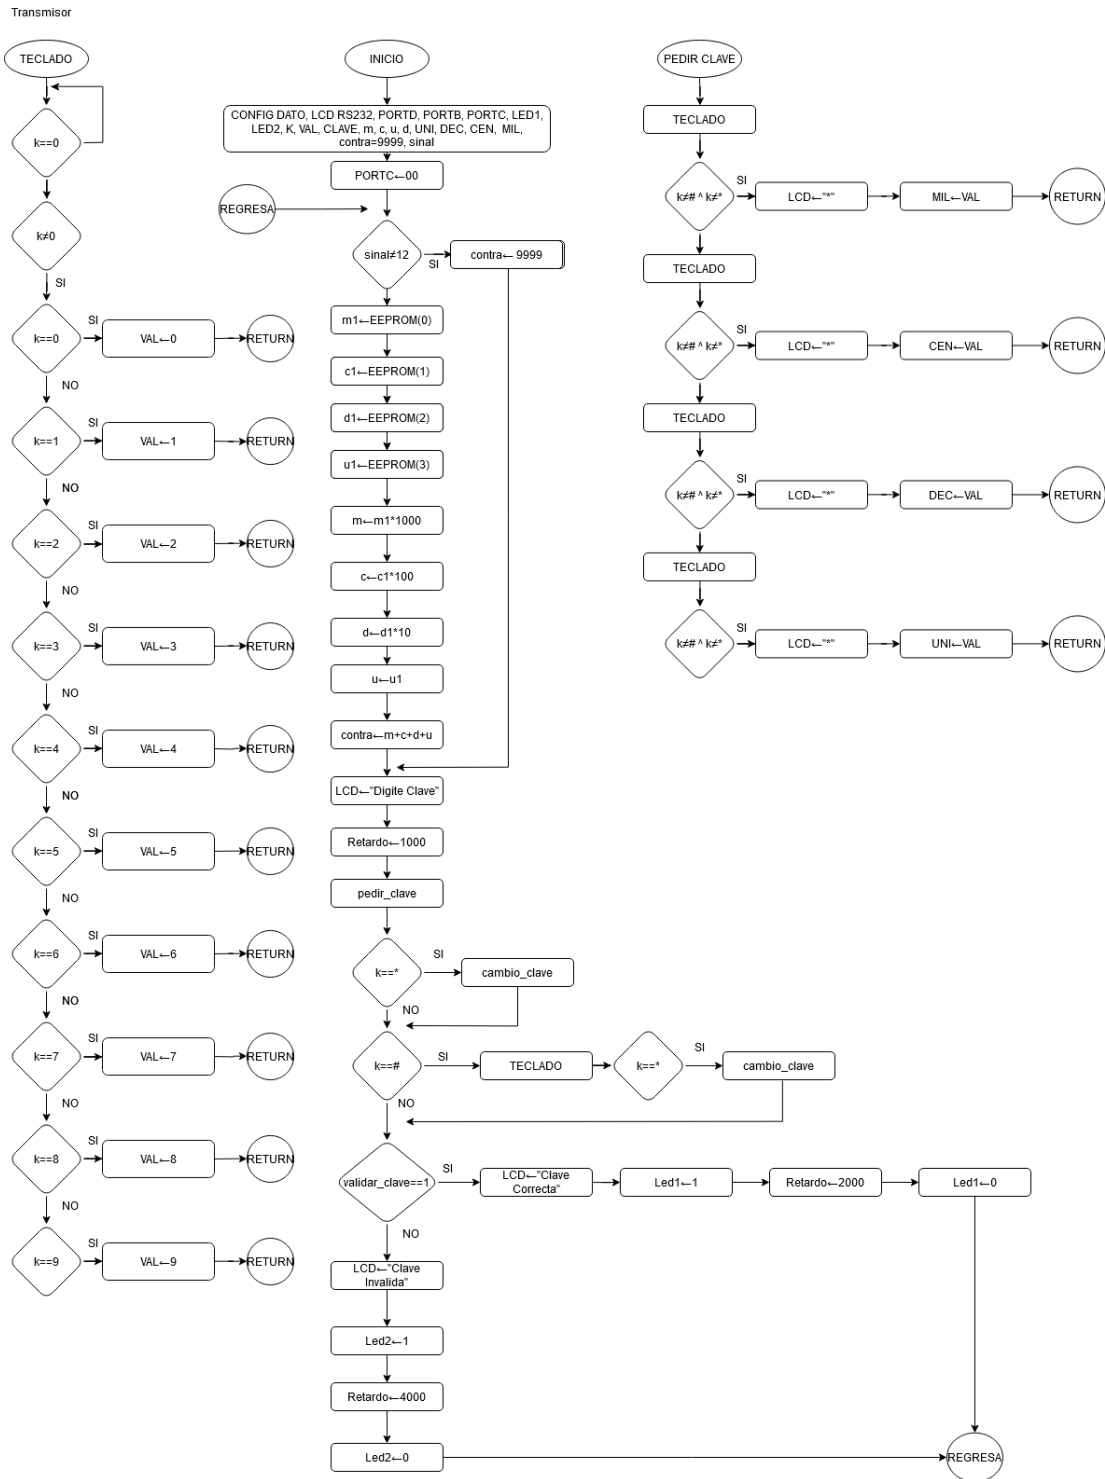 Transmisor
TECLADO
k==0
k≠0
SI
k==0
SI
VAL←0
RETURN
NO
k==1
SI
VAL←1
RETURN
NO
k==2
SI
VAL←2
RETURN
NO
k==3
SI
VAL←3
RETURN
NO
k==4
SI
VAL←4
RETURN
NO
k==5
SI
VAL←5
RETURN
NO
k==6
SI
VAL←6
RETURN
NO
k==7
SI
VAL←7
RETURN
NO
k==8
SI
VAL←8
RETURN
NO
k==9
SI
VAL←9
RETURN
INICIO
CONFIG DATO, LCD RS232, PORTD, PORTB, PORTC, LED1,
LED2, K, VAL, CLAVE, m, c, u, d, UNI, DEC, CEN, MIL,
contra=9999, sinal
PORTC←00
REGRESA
sinal≠12
SI
contra← 9999
m1←EEPROM(0)
c1←EEPROM(1)
d1←EEPROM(2)
u1←EEPROM(3)
m←m1*1000
c←c1*100
d←d1*10
u←u1
contra←m+c+d+u
LCD←"Digite Clave"
Retardo←1000
pedir_clave
k==*
SI
cambio_clave
NO
k==#
SI
TECLADO
k==*
SI
cambio_clave
NO
validar_clave==1
SI
LCD←"Clave
Correcta"
Led1←1
Retardo←2000
Led1←0
NO
LCD←"Clave
Invalida"
Led2←1
Retardo←4000
Led2←0
REGRESA
PEDIR CLAVE
TECLADO
k≠# ^ k≠*
SI
LCD←"*"
MIL←VAL
RETURN
TECLADO
k≠# ^ k≠*
SI
LCD←"*"
CEN←VAL
RETURN
TECLADO
k≠# ^ k≠*
SI
LCD←"*"
DEC←VAL
RETURN
TECLADO
k≠# ^ k≠*
SI
LCD←"*"
UNI←VAL
RETURN